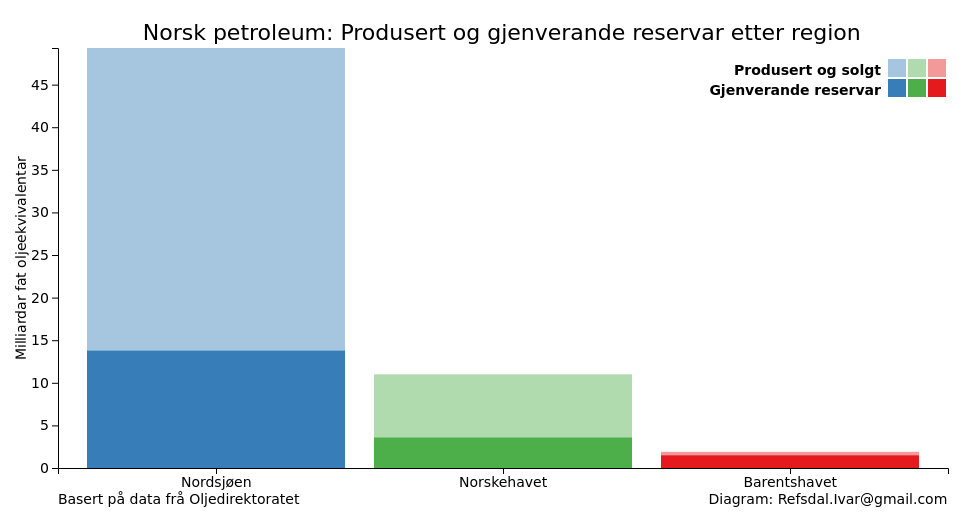 Norsk petroleum: Produsert og gjenverande reservar etter region
Produsert og solgt
Gjenverande reservar
Milliardar fat oljeekvivalentar
45
40
35
30
25
20
15
10
5
0
Nordsjøen
Norskehavet
Barentshavet
Basert på data frå Oljedirektoratet
Diagram: Refsdal.Ivar@gmail.com